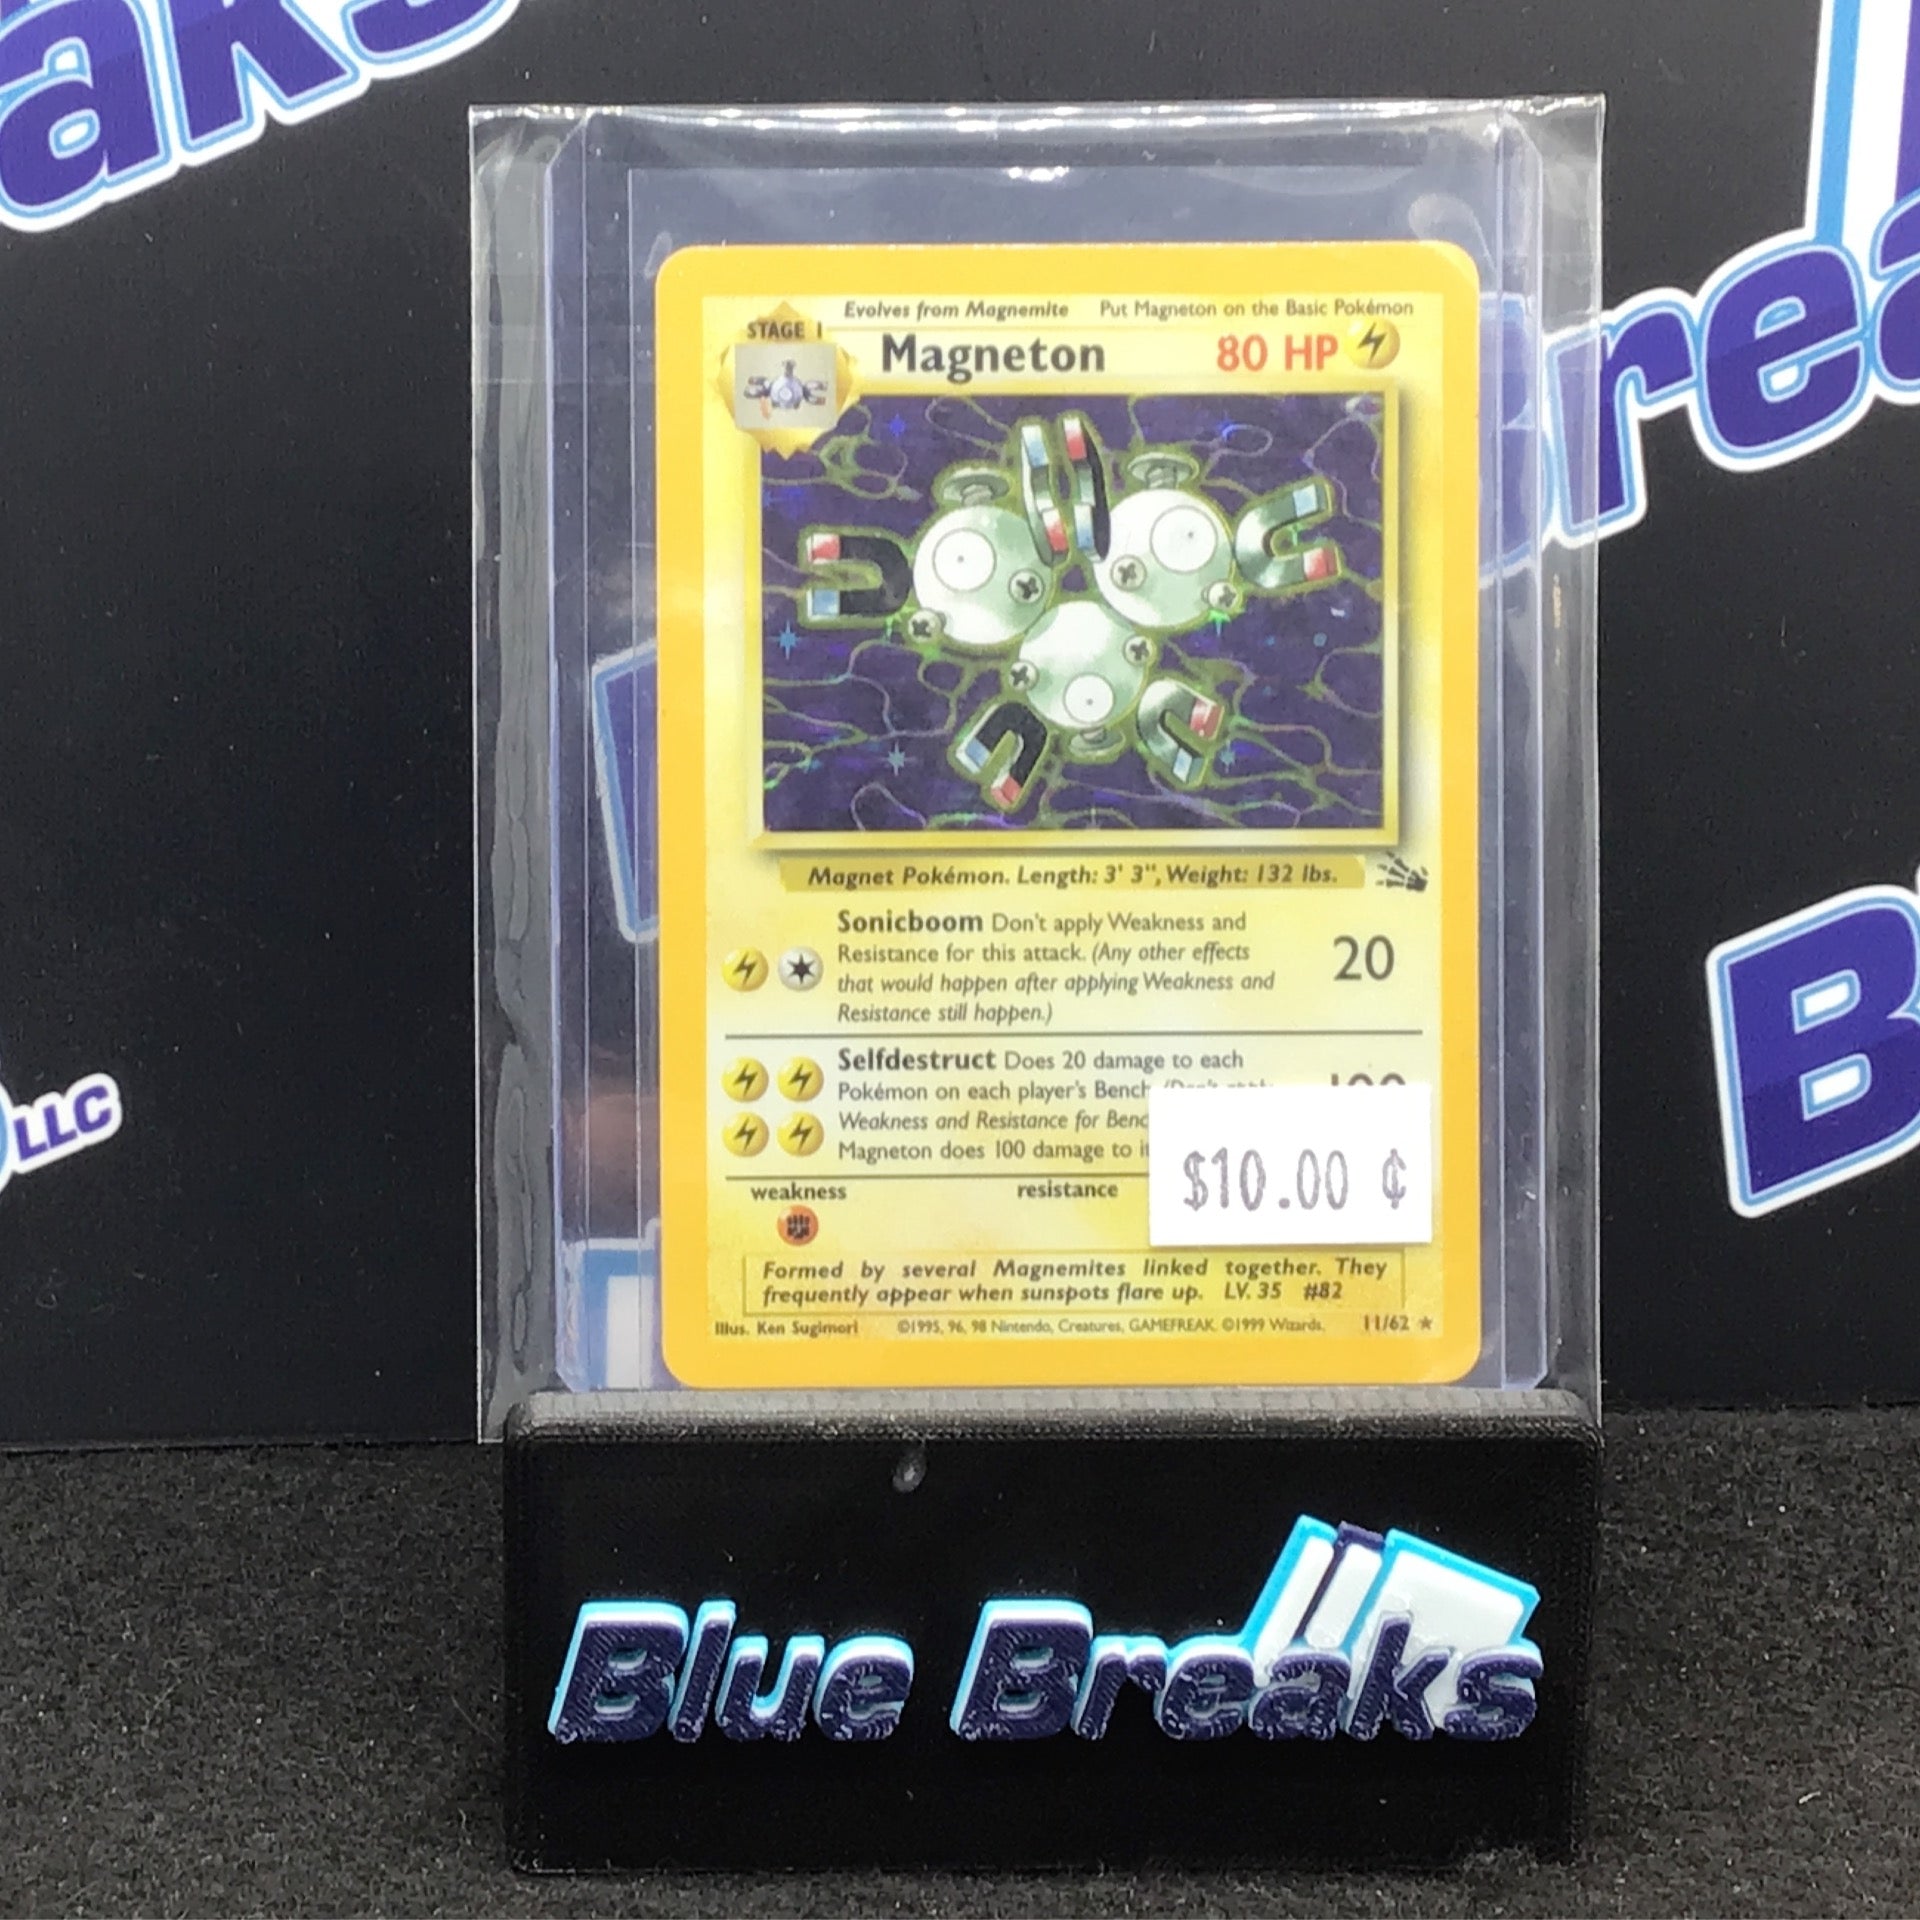 aks
LLC
rea
B
Evolves from Magnemite Put Magneton on the Basic Pokémon
STAGE 1
Magneton 80 HP
Magnet Pokémon. Length: 3' 3", Weight: 132 lbs.
Sonicboom Don't apply Weakness and
Resistance for this attack. (Any other effects
that would happen after applying Weakness and
Resistance still happen.)
20
Selfdestruct Does 20 damage to each
Pokémon on each player's Bench
Weakness and Resistance for Benc
Magneton does 100 damage to it
$10.00 ¢
weakness resistance
Formed by several Magnemites linked together. They
frequently appear when sunspots flare up. LV. 35 #82
Illus. Ken Sugimori ©1995, 96, 98 Nintendo, Creatures, GAMEFREAK. ©1999 Wizards. 11/62 ★
Blue Breaks